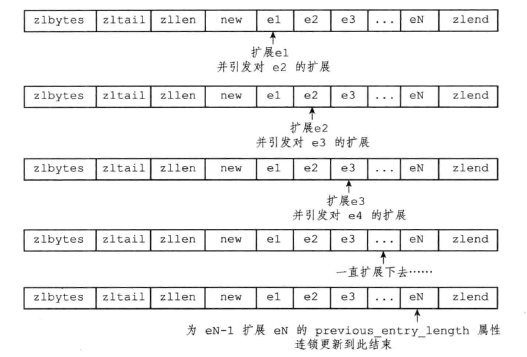 zlbytes zltail zllen new e1 e2 e3 ... eN zlend
扩展e1
并引发对 e2 的扩展
zlbytes zltail zllen new e1 e2 e3 ... eN zlend
扩展e2
并引发对 e3 的扩展
zlbytes zltail zllen new e1 e2 e3 ... eN zlend
扩展e3
并引发对 e4 的扩展
zlbytes zltail zllen new e1 e2 e3 ... eN zlend
一直扩展下去……
zlbytes zltail zllen new e1 e2 e3 ... eN zlend
为 eN-1 扩展 eN 的 previous_entry_length 属性
连锁更新到此结束